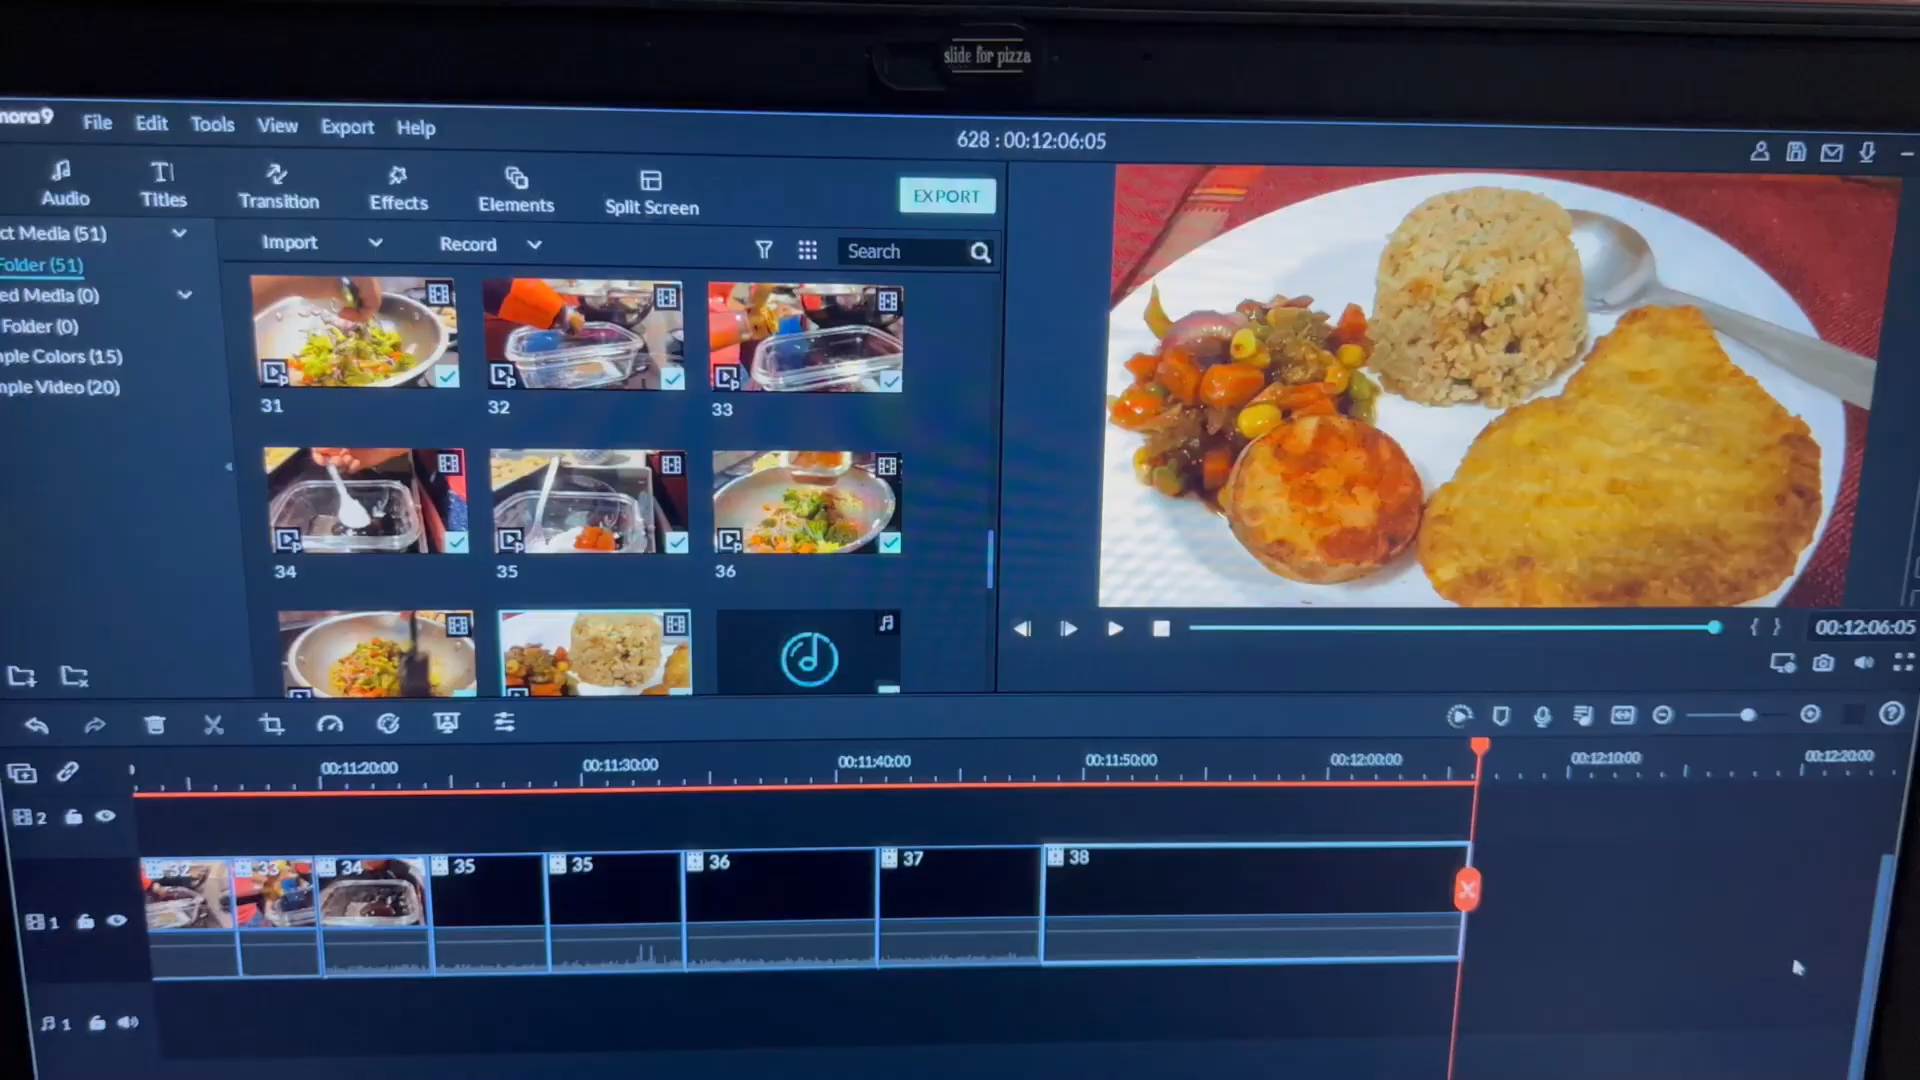 slide for pizza
mora9
File Edit Tools View Export Help
628 : 00:12:06:05
Audio Titles Transition Effects Elements Split Screen
EXPORT
ct Media (51)
Folder (51)
ed Media (0)
Folder (0)
mple Colors (15)
mple Video (20)
Import Record Search
31 32 33
34 35 36
00:12:06:05
00:11:20:00 00:11:30:00 00:11:40:00 00:11:50:00 00:12:00:00 00:12:10:00 00:12:20:00
2
32 33 34 35 35 36 37 38
1
1